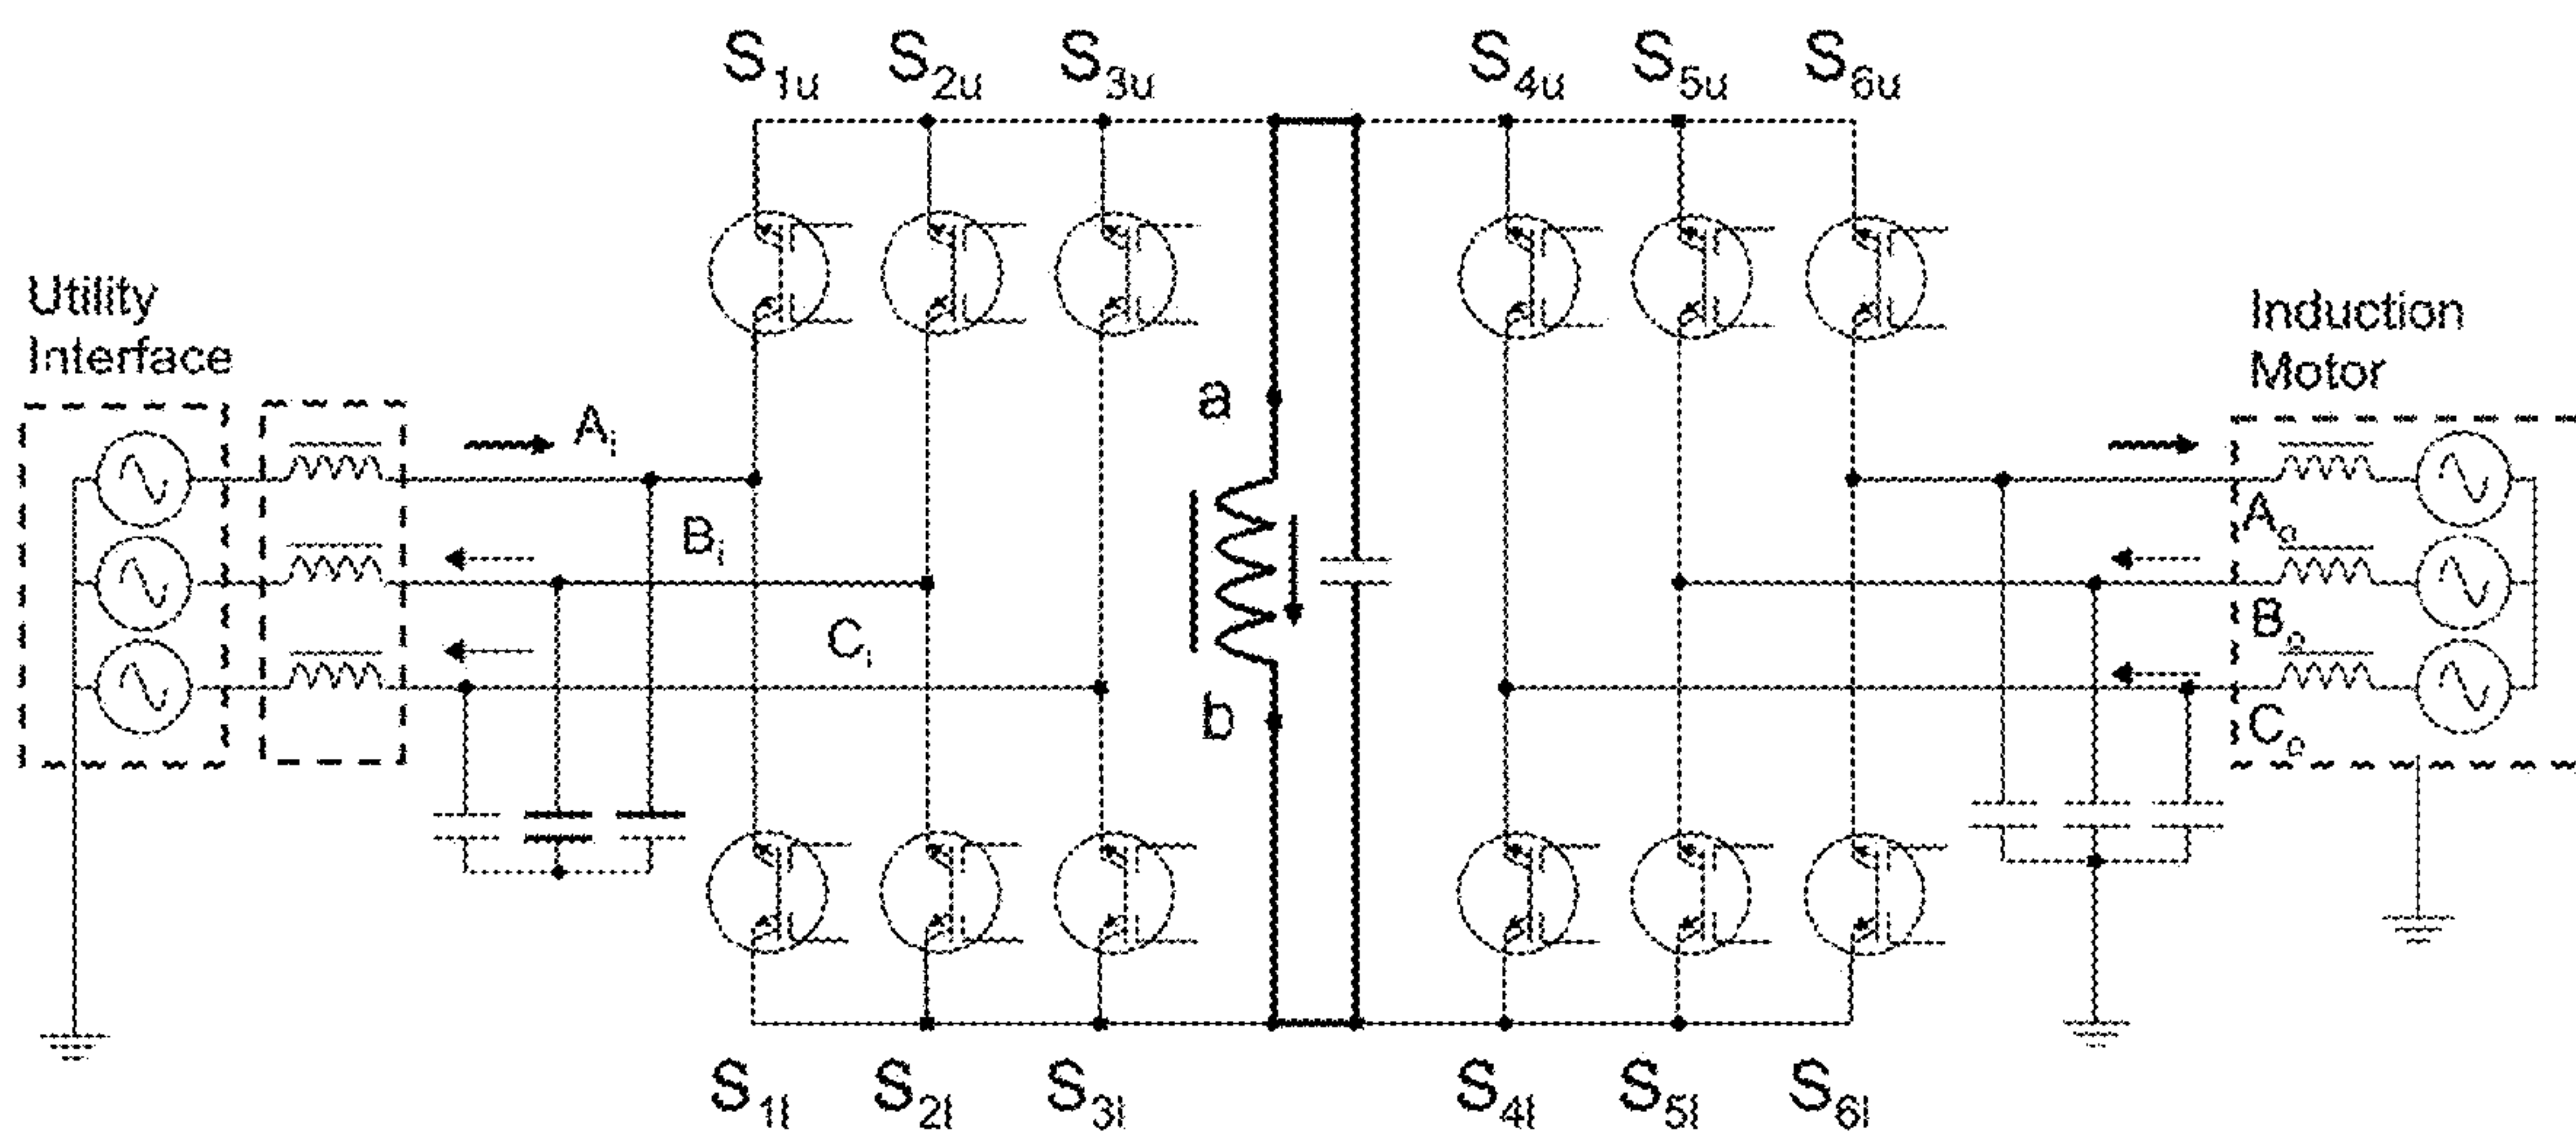 S1u S2u S3u S4u S5u S6u
Utility
Interface
Induction
Motor
Ai
Bi
Ci
a
b
Ao
Bo
Co
S1l S2l S3l S4l S5l S6l